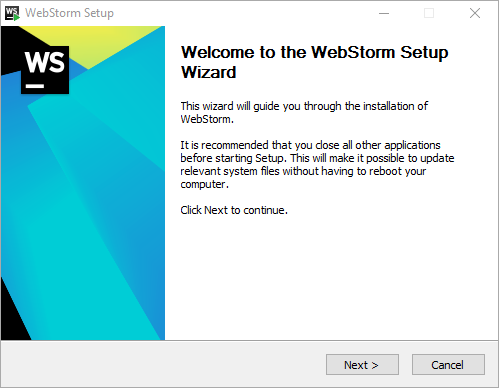 WebStorm Setup
WS
Welcome to the WebStorm Setup
Wizard
This wizard will guide you through the installation of
WebStorm.
It is recommended that you close all other applications
before starting Setup. This will make it possible to update
relevant system files without having to reboot your
computer.
Click Next to continue.
Next >
Cancel